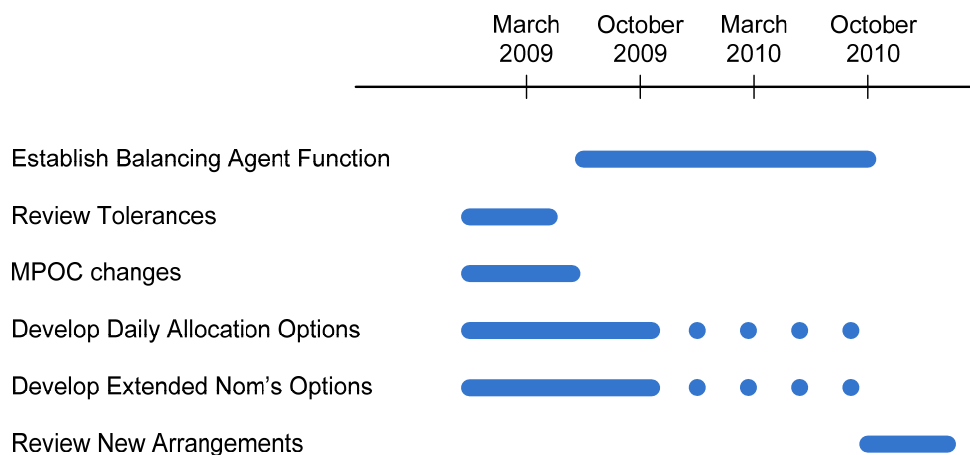 March October March October
2009 2009 2010 2010
Establish Balancing Agent Function
Review Tolerances
MPOC changes
Develop Daily Allocation Options
Develop Extended Nom's Options
Review New Arrangements